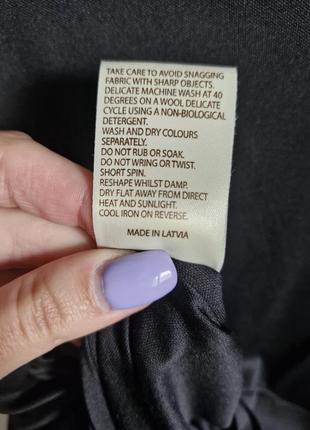 TAKE CARE TO AVOID SNAGGING
FABRIC WITH SHARP OBJECTS.
DELICATE MACHINE WASH AT 40
DEGREES ON A WOOL DELICATE
CYCLE USING A NON-BIOLOGICAL
DETERGENT.
WASH AND DRY COLOURS
SEPARATELY.
DO NOT RUB OR SOAK.
DO NOT WRING OR TWIST.
SHORT SPIN.
RESHAPE WHILST DAMP.
DRY FLAT AWAY FROM DIRECT
HEAT AND SUNLIGHT.
COOL IRON ON REVERSE.
MADE IN LATVIA